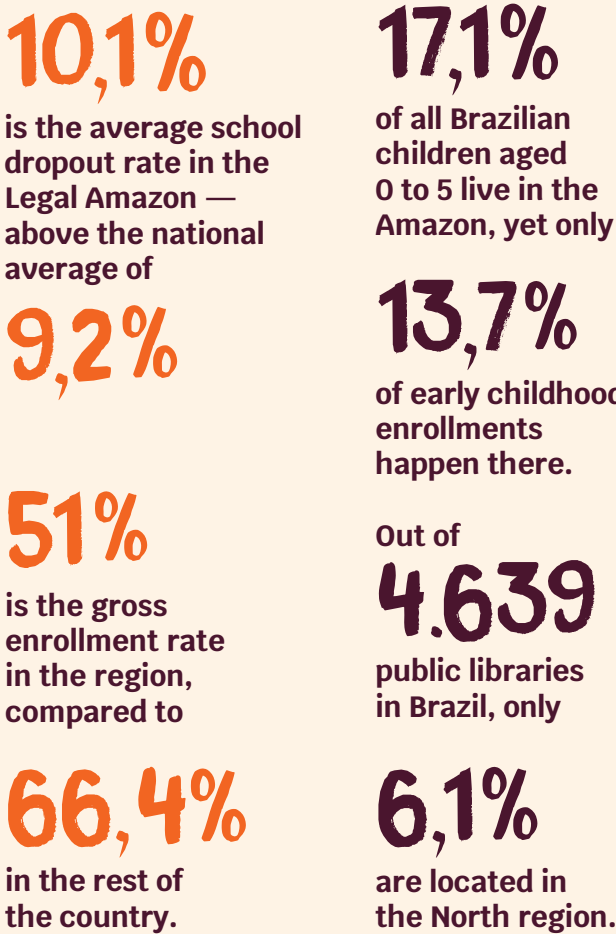 10,1%
is the average school
dropout rate in the
Legal Amazon —
above the national
average of
9,2%
51%
is the gross
enrollment rate
in the region,
compared to
66,4%
in the rest of
the country.
17,1%
of all Brazilian
children aged
0 to 5 live in the
Amazon, yet only
13,7%
of early childhood
enrollments
happen there.
Out of
4.639
public libraries
in Brazil, only
6,1%
are located in
the North region.